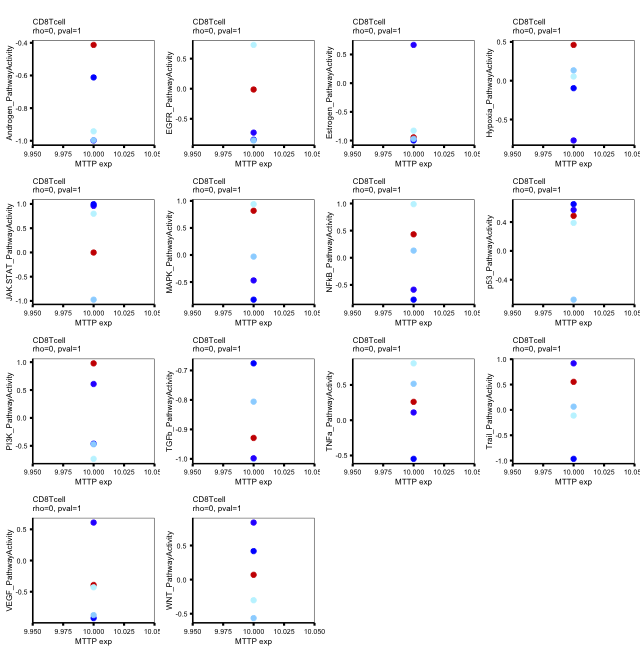 CD8Tcell
rho=0, pval=1
Androgen_PathwayActivity
-0.4
-0.6
-0.8
-1.0
9.950 9.975 10.000 10.025 10.05
MTTP exp
CD8Tcell
rho=0, pval=1
EGFR_PathwayActivity
0.5
0.0
-0.5
9.950 9.975 10.000 10.025 10.05
MTTP exp
CD8Tcell
rho=0, pval=1
Estrogen_PathwayActivity
0.5
0.0
-0.5
-1.0
9.950 9.975 10.000 10.025 10.05
MTTP exp
CD8Tcell
rho=0, pval=1
Hypoxia_PathwayActivity
0.5
0.0
-0.5
9.950 9.975 10.000 10.025 10.050
MTTP exp
CD8Tcell
rho=0, pval=1
JAK.STAT_PathwayActivity
1.0
0.5
0.0
-0.5
-1.0
9.950 9.975 10.000 10.025 10.05
MTTP exp
CD8Tcell
rho=0, pval=1
MAPK_PathwayActivity
1.0
0.5
0.0
-0.5
9.950 9.975 10.000 10.025 10.05
MTTP exp
CD8Tcell
rho=0, pval=1
NFkB_PathwayActivity
1.0
0.5
0.0
-0.5
9.950 9.975 10.000 10.025 10.05
MTTP exp
CD8Tcell
rho=0, pval=1
p53_PathwayActivity
0.4
0.0
-0.4
9.950 9.975 10.000 10.025 10.050
MTTP exp
CD8Tcell
rho=0, pval=1
PI3K_PathwayActivity
1.0
0.5
0.0
-0.5
9.950 9.975 10.000 10.025 10.05
MTTP exp
CD8Tcell
rho=0, pval=1
TGFb_PathwayActivity
-0.7
-0.8
-0.9
-1.0
9.950 9.975 10.000 10.025 10.05
MTTP exp
CD8Tcell
rho=0, pval=1
TNFa_PathwayActivity
0.5
0.0
-0.5
9.950 9.975 10.000 10.025 10.05
MTTP exp
CD8Tcell
rho=0, pval=1
Trail_PathwayActivity
1.0
0.5
0.0
-0.5
-1.0
9.950 9.975 10.000 10.025 10.050
MTTP exp
CD8Tcell
rho=0, pval=1
VEGF_PathwayActivity
0.5
0.0
-0.5
9.950 9.975 10.000 10.025 10.05
MTTP exp
CD8Tcell
rho=0, pval=1
WNT_PathwayActivity
0.5
0.0
-0.5
9.950 9.975 10.000 10.025 10.050
MTTP exp